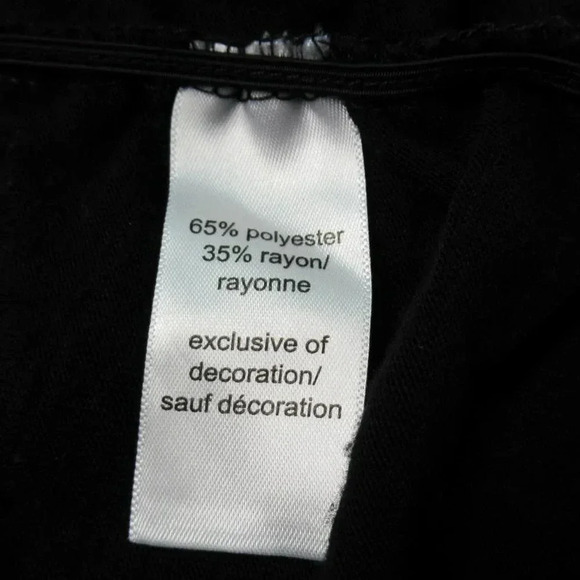 65% polyester
35% rayon/
rayonne
exclusive of
decoration/
sauf décoration